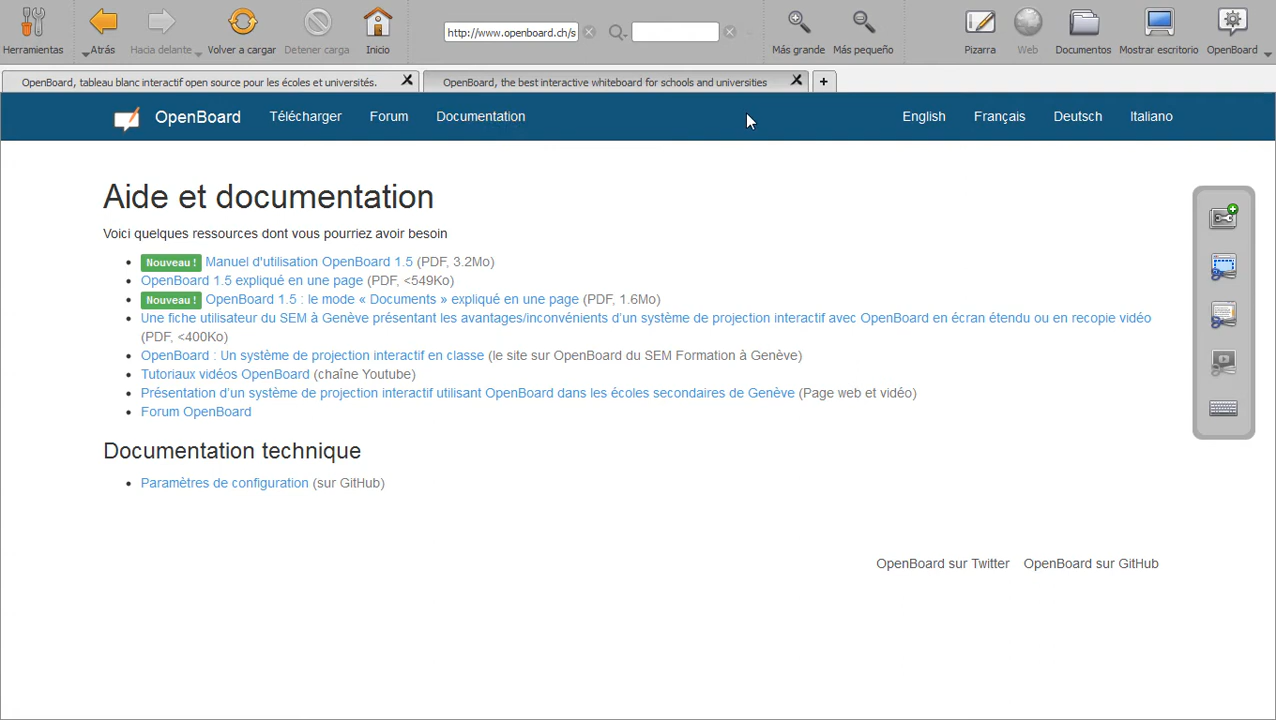 Herramientas
Atrás
Hacia delante
Volver a cargar
Detener carga
Inicio
http://www.openboard.ch/s
Más grande
Más pequeño
Pizarra
Web
Documentos
Mostrar escritorio
OpenBoard
OpenBoard, tableau blanc interactif open source pour les écoles et universités.
OpenBoard, the best interactive whiteboard for schools and universities
OpenBoard
Télécharger
Forum
Documentation
English
Français
Deutsch
Italiano
Aide et documentation
Voici quelques ressources dont vous pourriez avoir besoin
Nouveau ! Manuel d'utilisation OpenBoard 1.5 (PDF, 3.2Mo)
OpenBoard 1.5 expliqué en une page (PDF, <549Ko)
Nouveau ! OpenBoard 1.5 : le mode « Documents » expliqué en une page (PDF, 1.6Mo)
Une fiche utilisateur du SEM à Genève présentant les avantages/inconvénients d'un système de projection interactif avec OpenBoard en écran étendu ou en recopie vidéo
(PDF, <400Ko)
OpenBoard : Un système de projection interactif en classe (le site sur OpenBoard du SEM Formation à Genève)
Tutoriaux vidéos OpenBoard (chaîne Youtube)
Présentation d'un système de projection interactif utilisant OpenBoard dans les écoles secondaires de Genève (Page web et vidéo)
Forum OpenBoard
Documentation technique
Paramètres de configuration (sur GitHub)
OpenBoard sur Twitter
OpenBoard sur GitHub